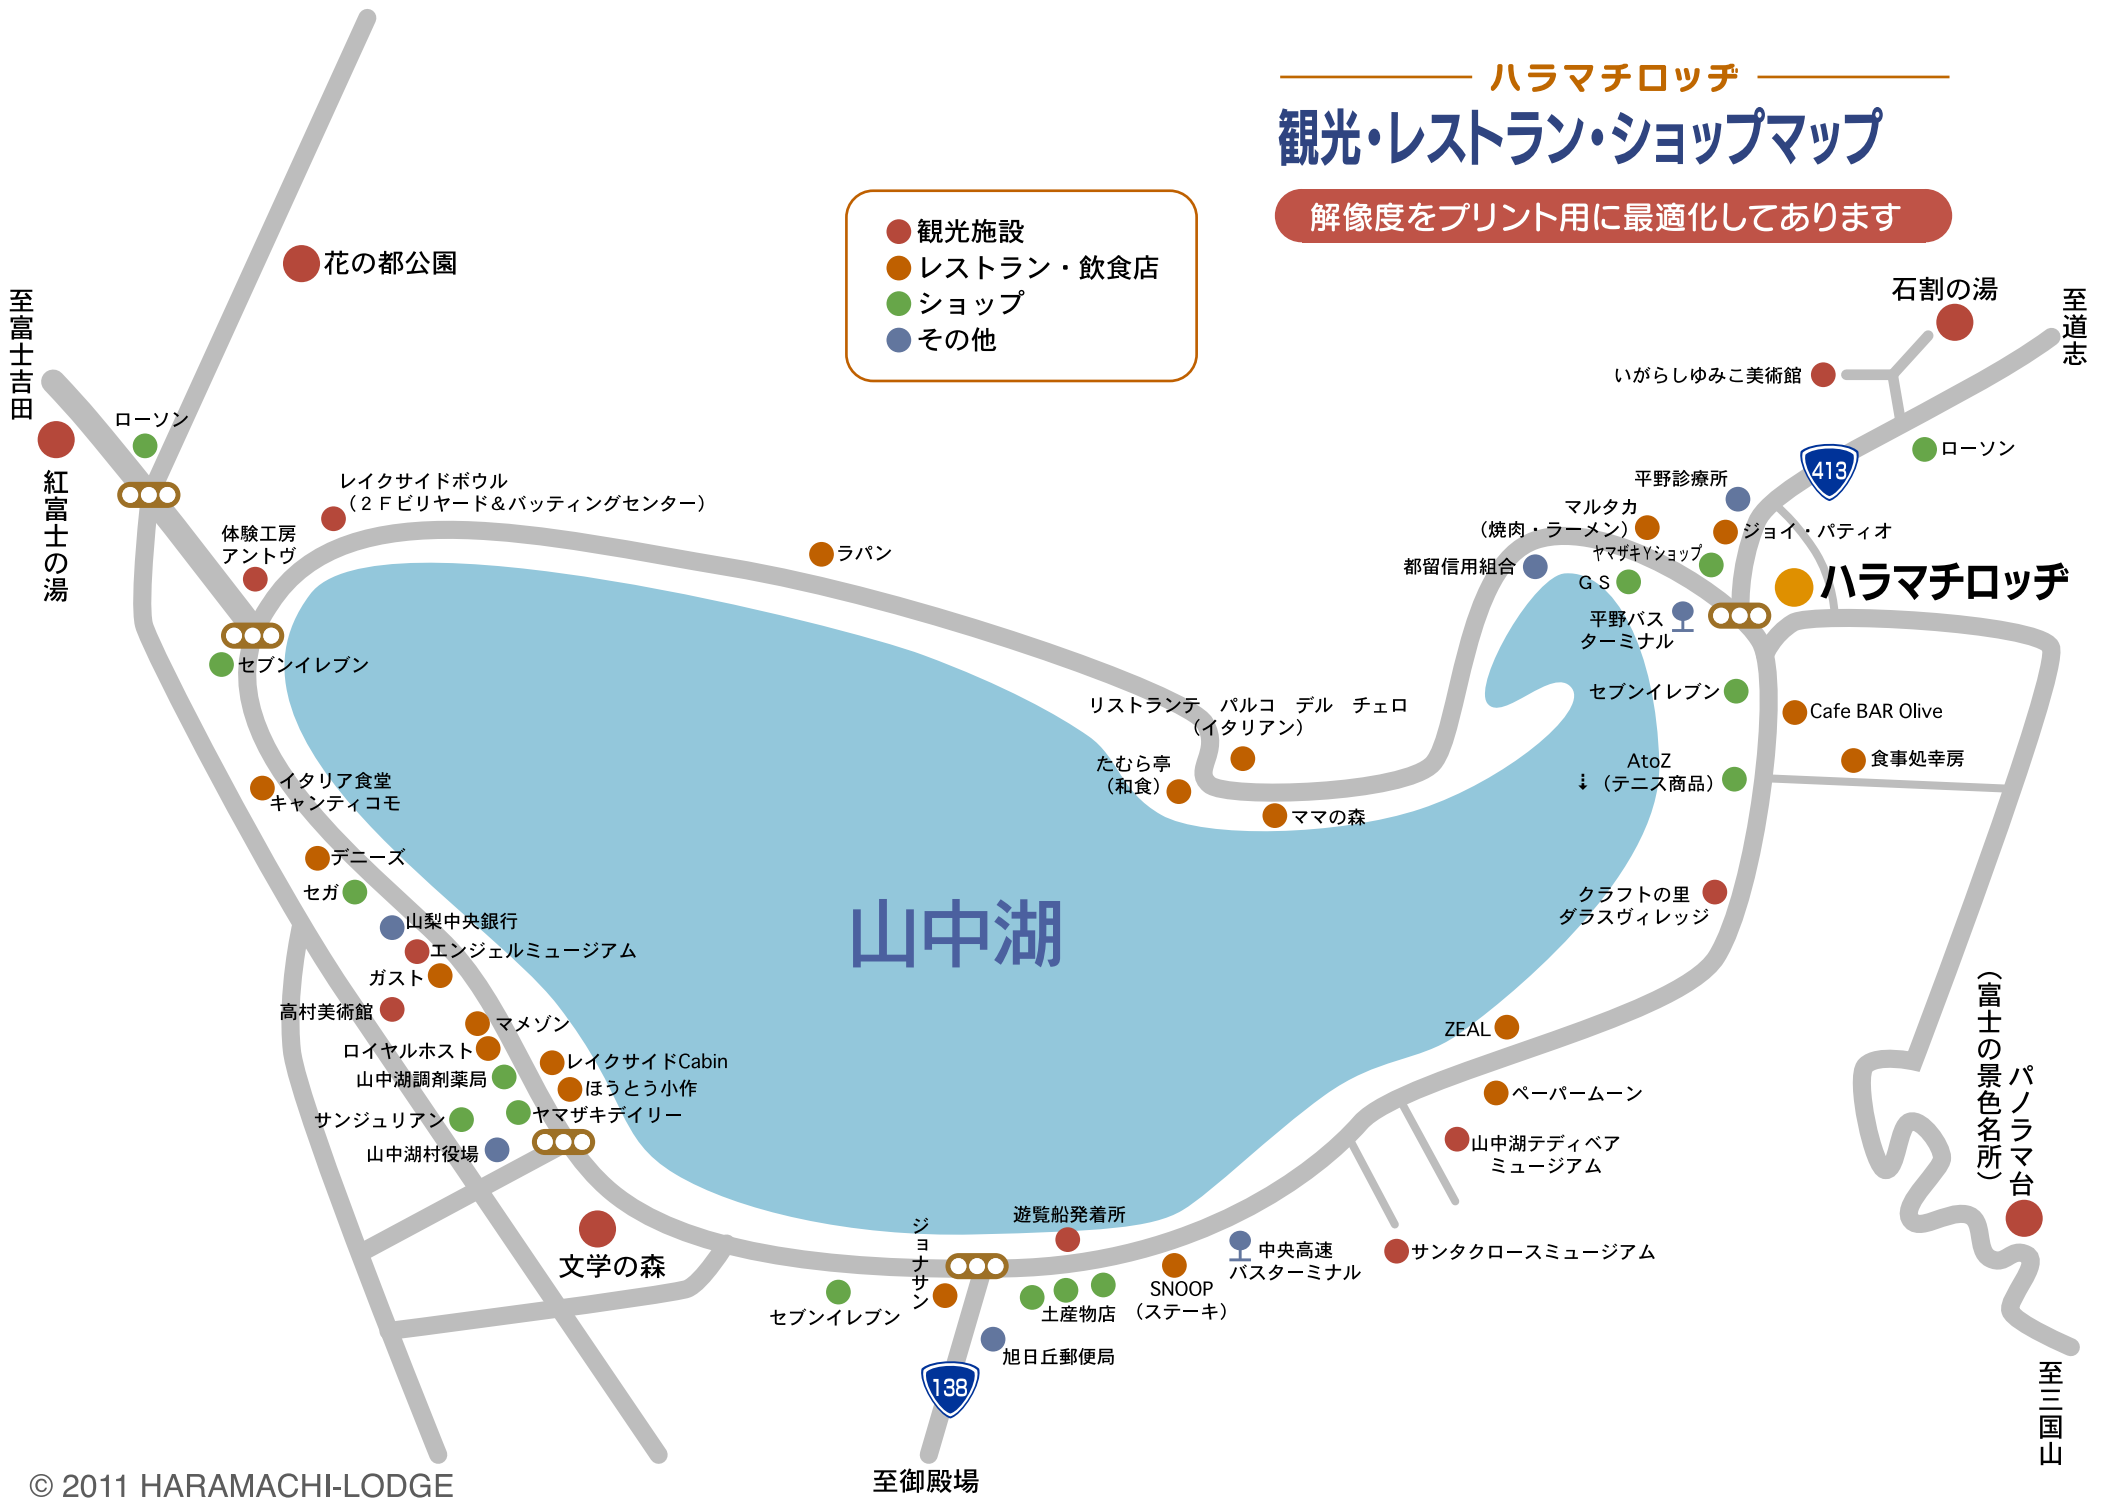 ハラマチロッヂ
観光・レストラン・ショップマップ
解像度をプリント用に最適化してあります
観光施設
レストラン・飲食店
ショップ
その他
花の都公園
至富士吉田
紅富士の湯
ローソン
レイクサイドボウル
（２Ｆビリヤード＆バッティングセンター）
体験工房
アントヴ
セブンイレブン
ラパン
石割の湯
至道志
いがらしゆみこ美術館
413
ローソン
平野診療所
マルタカ
（焼肉・ラーメン）
ジョイ・パティオ
ヤマザキＹショップ
都留信用組合
ＧＳ
ハラマチロッヂ
平野バス
ターミナル
セブンイレブン
Cafe BAR Olive
AtoZ
（テニス商品）
食事処幸房
リストランテ　パルコ　デル　チェロ
（イタリアン）
たむら亭
（和食）
ママの森
イタリア食堂
キャンティコモ
デニーズ
セガ
山梨中央銀行
エンジェルミュージアム
ガスト
高村美術館
マメゾン
ロイヤルホスト
レイクサイドCabin
山中湖調剤薬局
ほうとう小作
サンジュリアン
ヤマザキデイリー
山中湖村役場
山中湖
クラフトの里
ダラスヴィレッジ
ZEAL
ペーパームーン
山中湖テディベア
ミュージアム
サンタクロースミュージアム
パノラマ台
（富士の景色名所）
文学の森
遊覧船発着所
ジョナサン
セブンイレブン
土産物店
SNOOP
（ステーキ）
中央高速
バスターミナル
旭日丘郵便局
138
至御殿場
至三国山
© 2011 HARAMACHI-LODGE